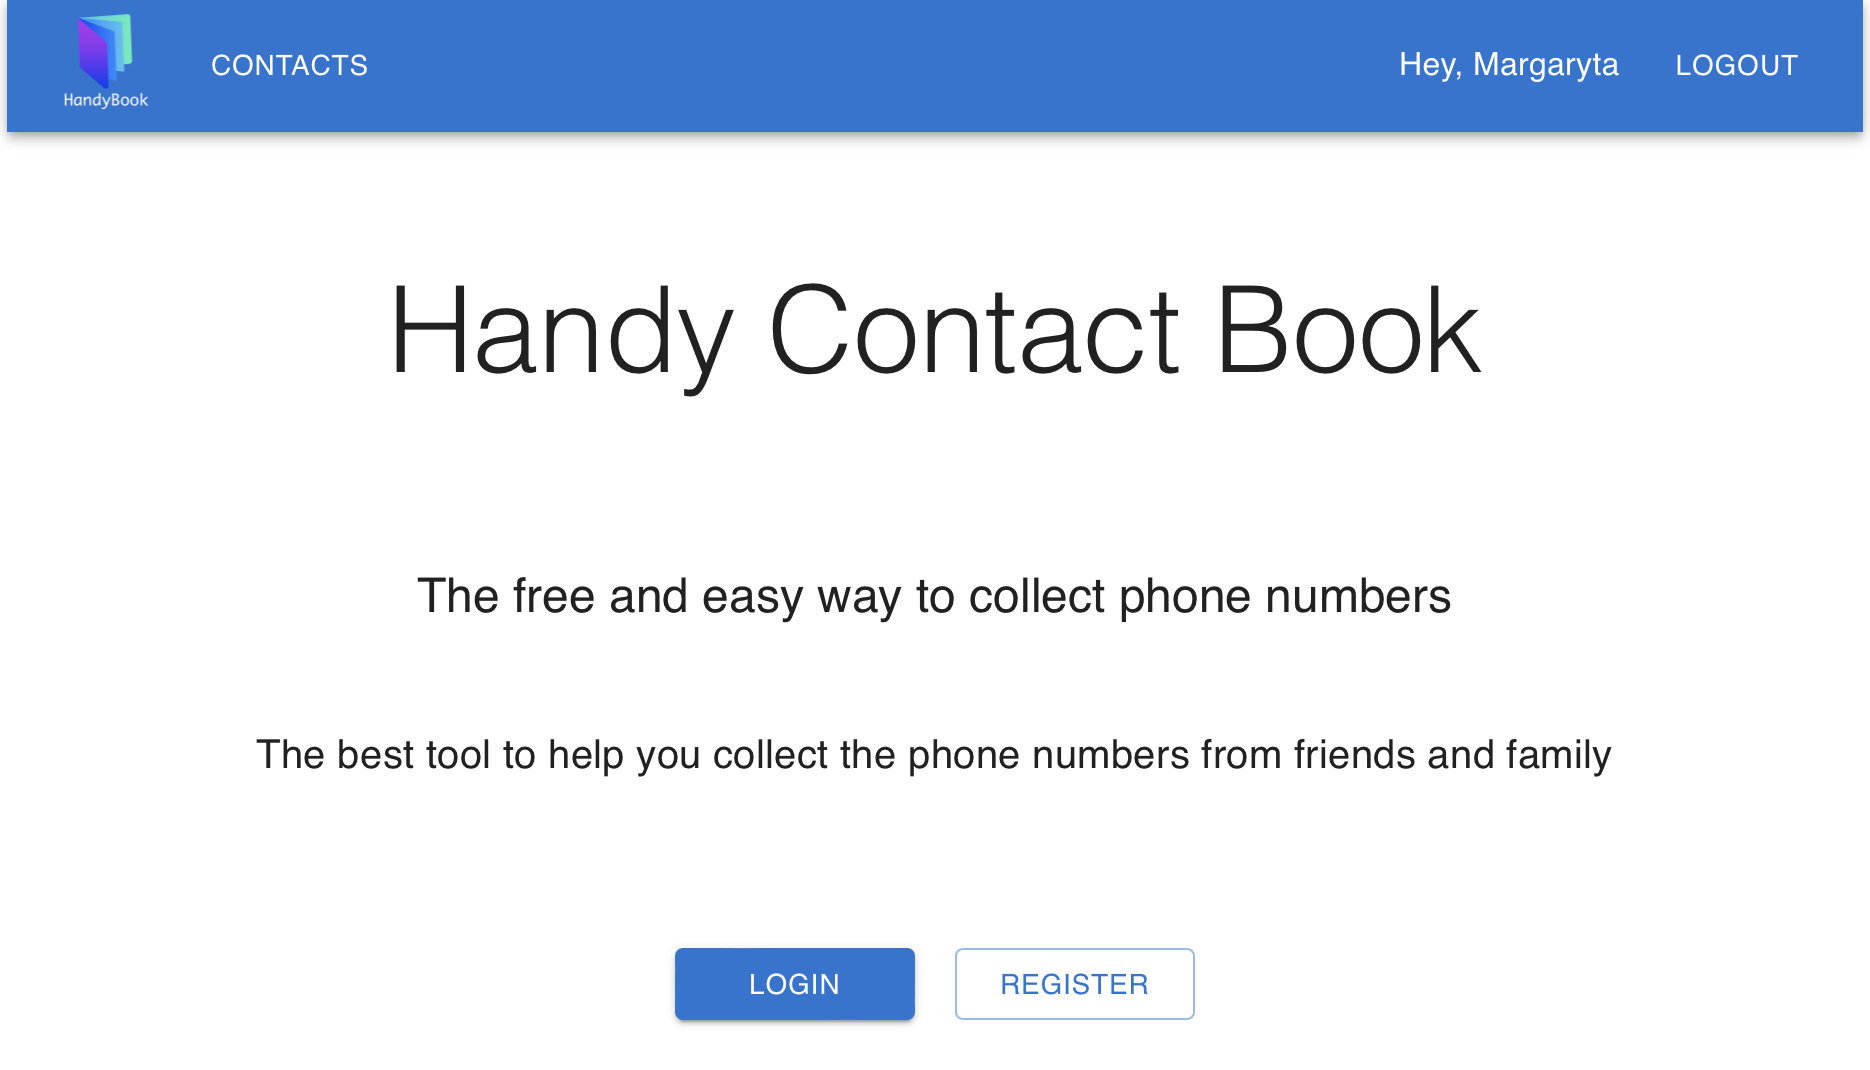 HandyBook
CONTACTS
Hey, Margaryta
LOGOUT
Handy Contact Book
The free and easy way to collect phone numbers
The best tool to help you collect the phone numbers from friends and family
LOGIN
REGISTER